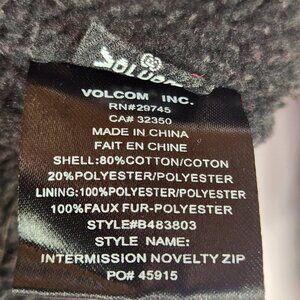 VOLCOM
VOLCOM INC.
RN#29745
CA# 32350
MADE IN CHINA
FAIT EN CHINE
SHELL:80%COTTON/COTON
20%POLYESTER/POLYESTER
LINING:100%POLYESTER/POLYESTER
100%FAUX FUR-POLYESTER
STYLE#B483803
STYLE NAME:
INTERMISSION NOVELTY ZIP
PO# 45915